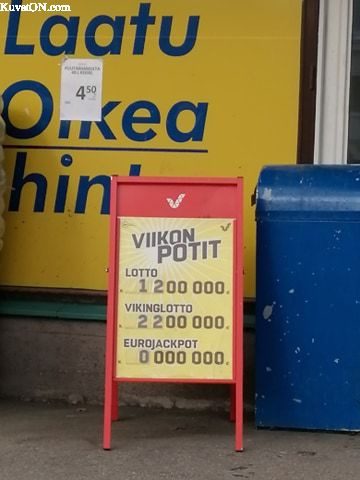 KuvatON.com
Laatu
4 50
Oikea
hint
VIIKON
POTIT
LOTTO
1 200 000.
VIKINGLOTTO
2 200 000.
EUROJACKPOT
0 000 000.